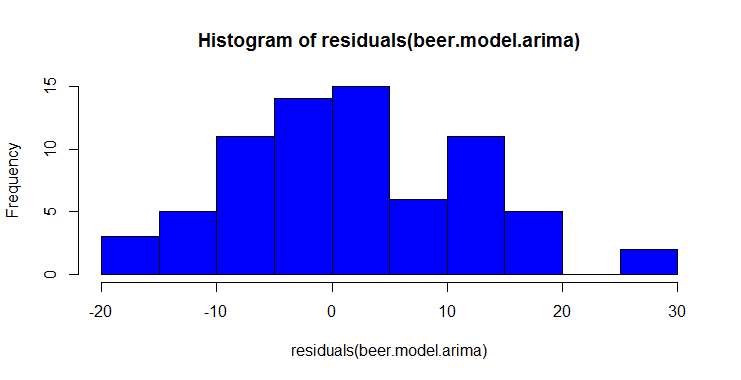 Histogram of residuals(beer.model.arima)
Frequency
15
10
5
0
-20 -10 0 10 20 30
residuals(beer.model.arima)